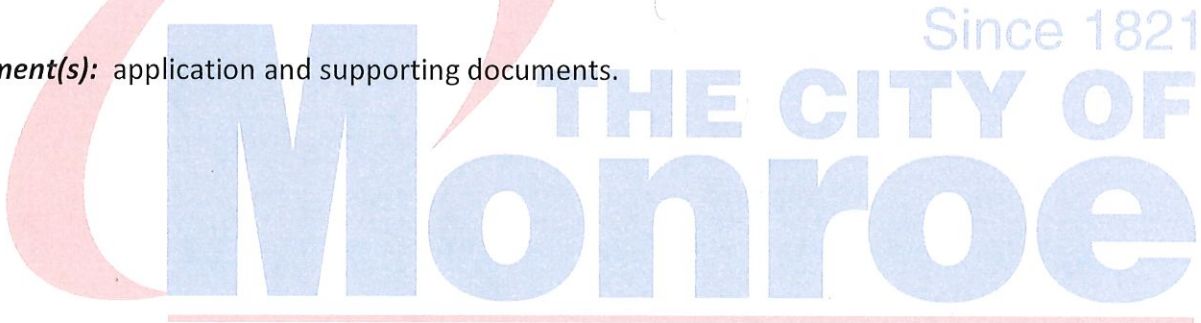 Since 1821
ment(s): application and supporting documents.
THE CITY OF
Monroe